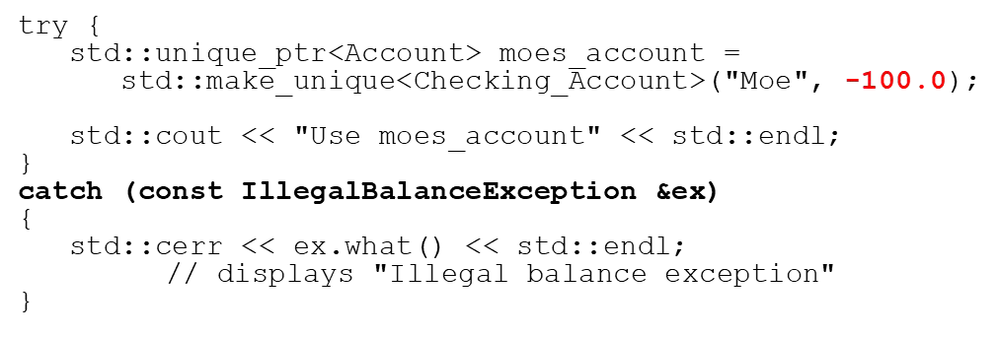 try {
   std::unique_ptr<Account> moes_account =
      std::make_unique<Checking_Account>("Moe", -100.0);

   std::cout << "Use moes_account" << std::endl;
}
catch (const IllegalBalanceException &ex)
{
   std::cerr << ex.what() << std::endl;
         // displays "Illegal balance exception"
}